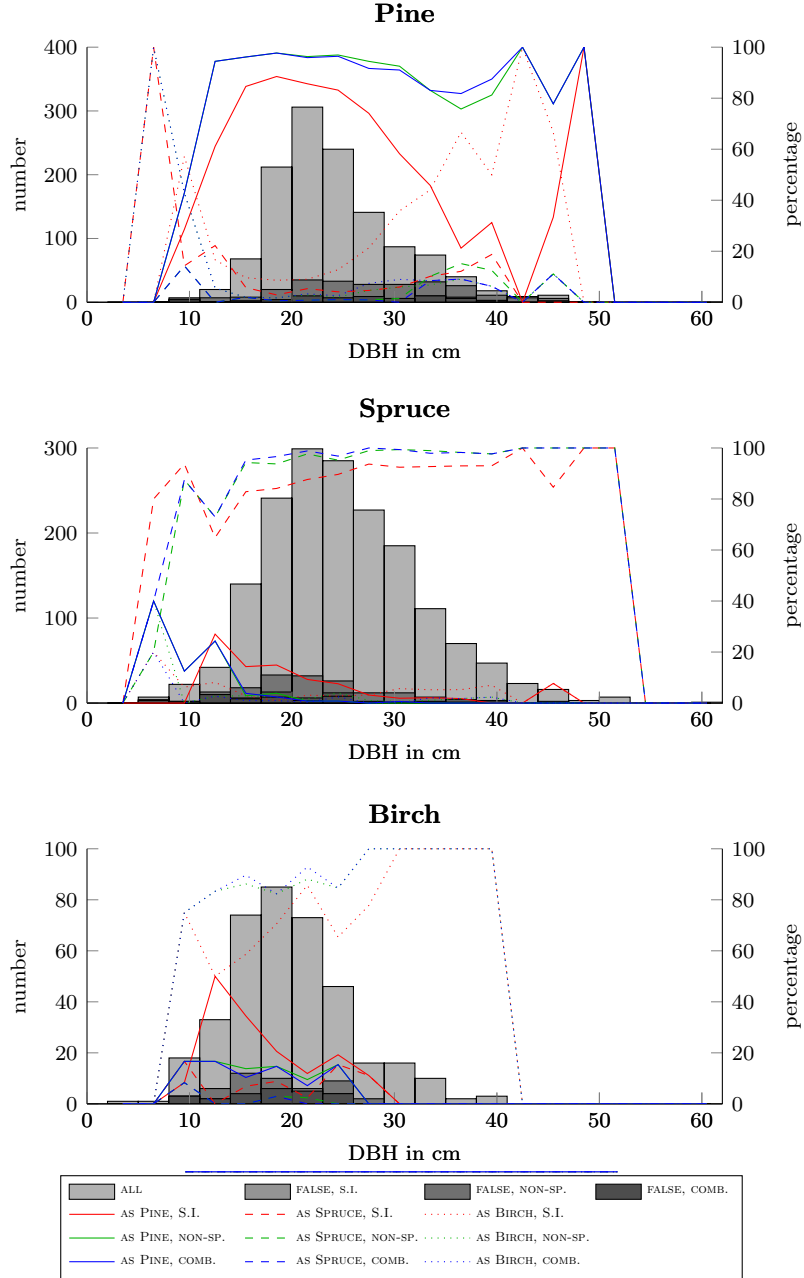 Pine
400
300
200
100
0
number
100
80
60
40
20
0
percentage
0 10 20 30 40 50 60
DBH in cm
Spruce
300
200
100
0
number
100
80
60
40
20
0
percentage
0 10 20 30 40 50 60
DBH in cm
Birch
100
80
60
40
20
0
number
100
80
60
40
20
0
percentage
0 10 20 30 40 50 60
DBH in cm
ALL FALSE, S.I. FALSE, NON-SP. FALSE, COMB.
AS PINE, S.I. AS SPRUCE, S.I. AS BIRCH, S.I.
AS PINE, NON-SP. AS SPRUCE, NON-SP. AS BIRCH, NON-SP.
AS PINE, COMB. AS SPRUCE, COMB. AS BIRCH, COMB.